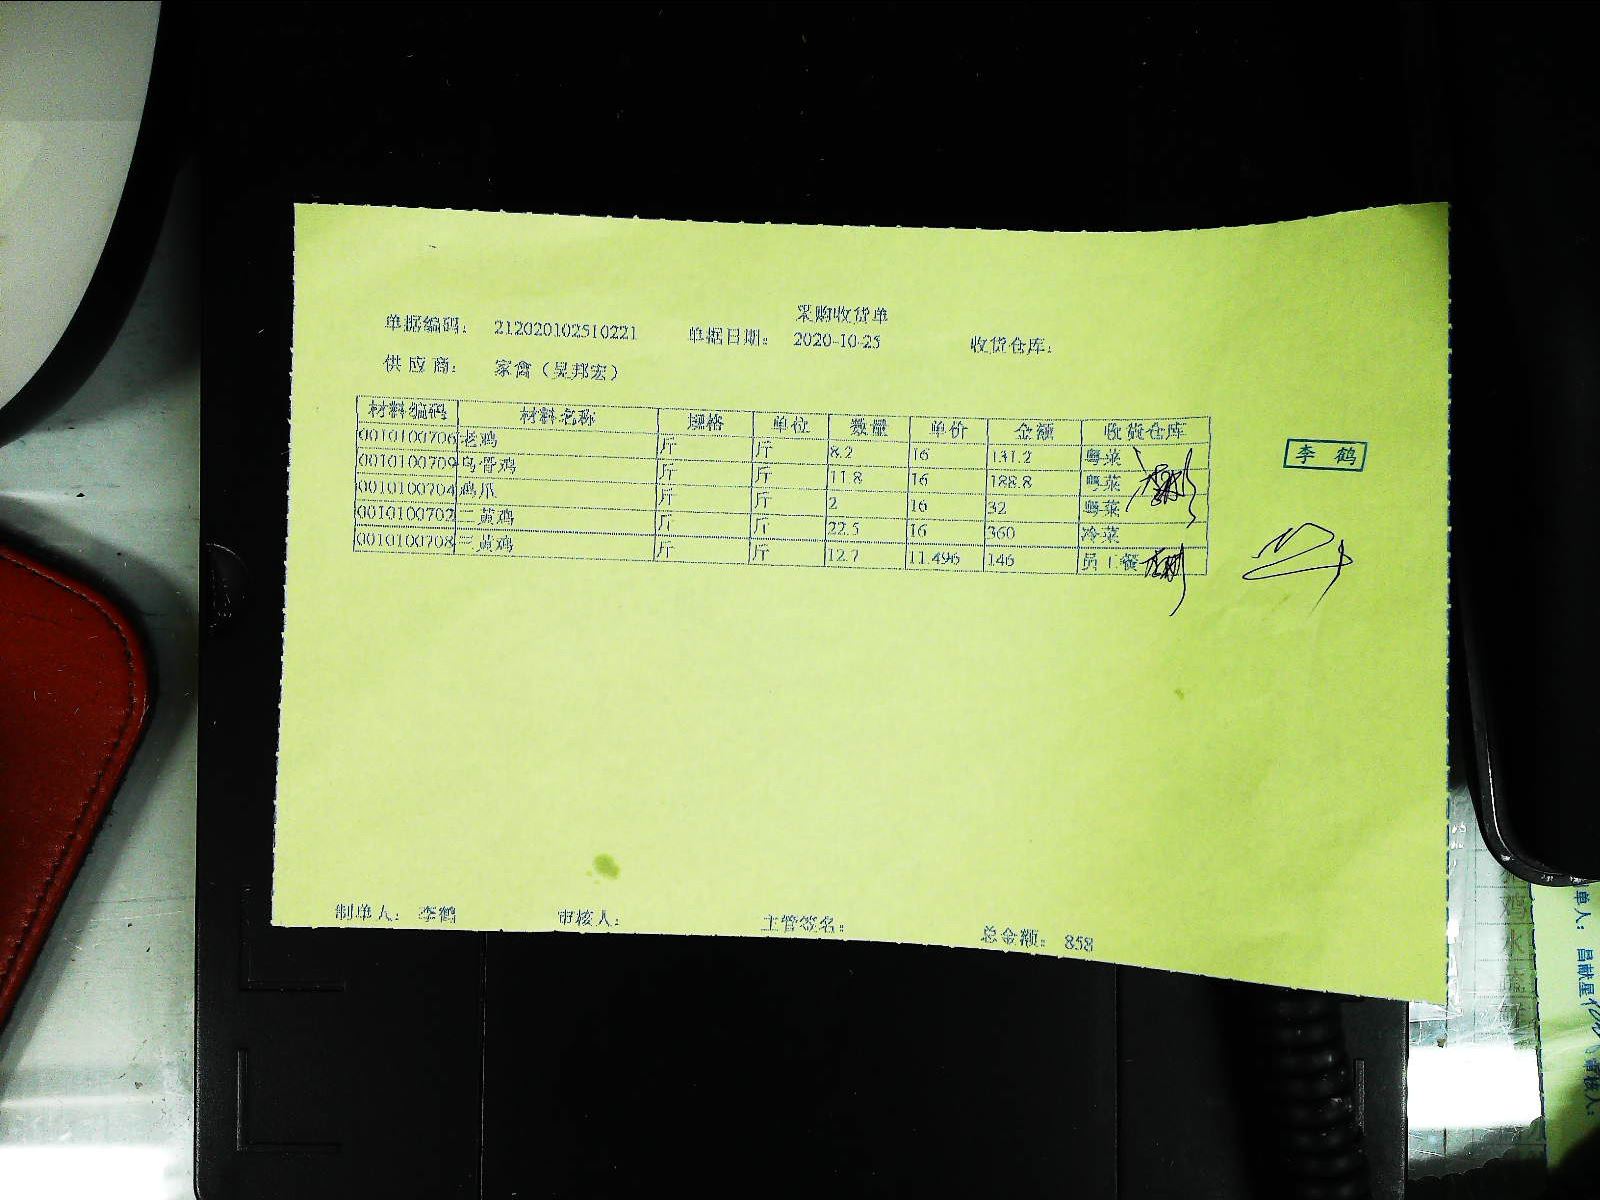 采购收货单
单据编码： 212020102510221 单据日期： 2020-10-25 收货仓库：
供 应 商： 家禽（吴邦宏）
材料编码 材料名称 规格 单位 数量 单价 金额 收货仓库
0010100706 老鸡 斤 斤 8.2 16 131.2 粤菜
0010100709 乌骨鸡 斤 斤 11.8 16 188.8 粤菜
0010100704 鸡爪 斤 斤 2 16 32 粤菜
0010100702 二黄鸡 斤 斤 22.5 16 360 冷菜
0010100708 三黄鸡 斤 斤 12.7 11.496 146 员工餐
李 鹤
制单人： 李鹤 审核人： 主管签名： 总金额： 858
单人： 昌献星